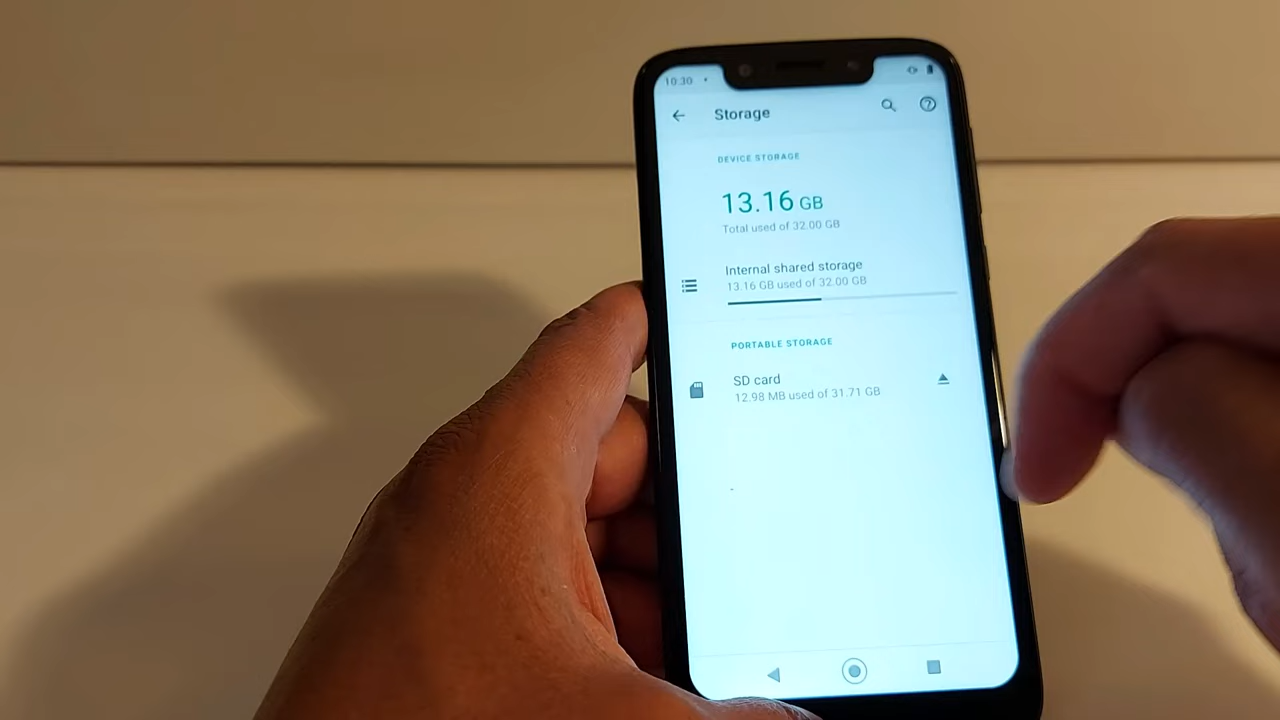 10:30
Storage
DEVICE STORAGE
13.16 GB
Total used of 32.00 GB
Internal shared storage
13.16 GB used of 32.00 GB
PORTABLE STORAGE
SD card
12.98 MB used of 31.71 GB